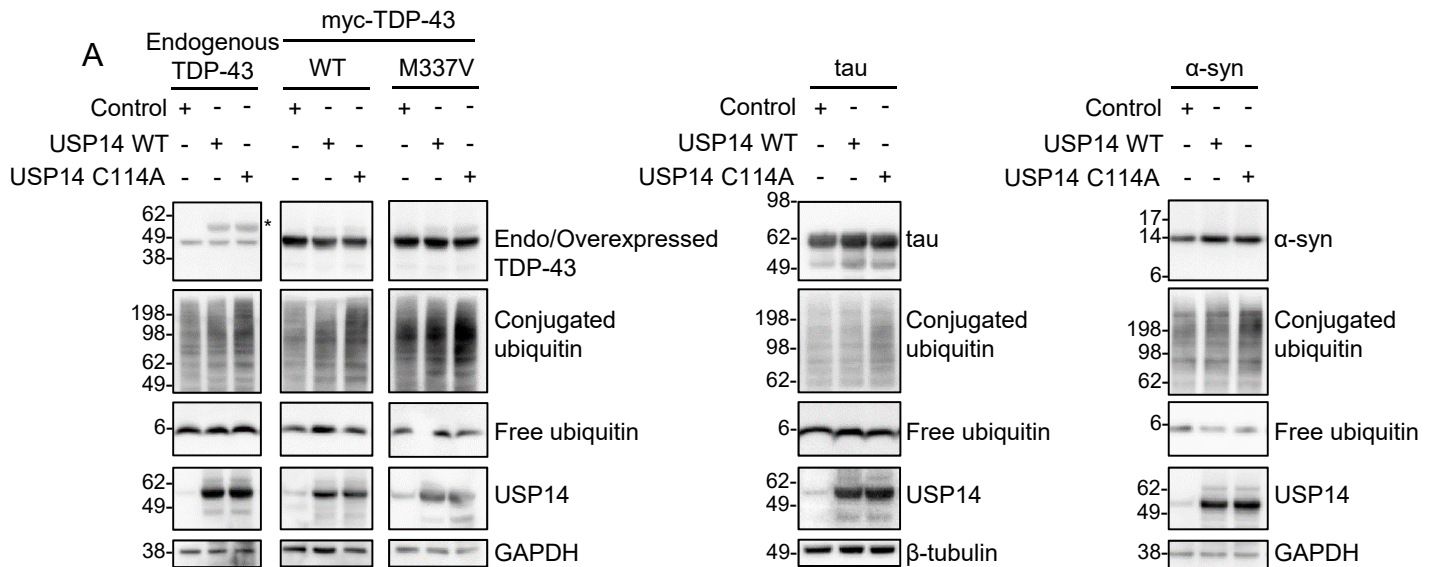 A
Endogenous
TDP-43
myc-TDP-43
WT
M337V
tau
α-syn
Control + - - + - - + - -
USP14 WT - + - - + - - + -
USP14 C114A - - + - - + - - +
Control + - -
USP14 WT - + -
USP14 C114A - - +
Control + - -
USP14 WT - + -
USP14 C114A - - +
62-
49-
38-
*
Endo/Overexpressed
TDP-43
198-
98-
62-
49-
Conjugated
ubiquitin
6-
Free ubiquitin
62-
49-
USP14
38-
GAPDH
98-
62-
49-
tau
198-
98-
62-
Conjugated
ubiquitin
6-
Free ubiquitin
62-
49-
USP14
49-
β-tubulin
17-
14-
6-
α-syn
198-
98-
62-
Conjugated
ubiquitin
6-
Free ubiquitin
62-
49-
USP14
38-
GAPDH